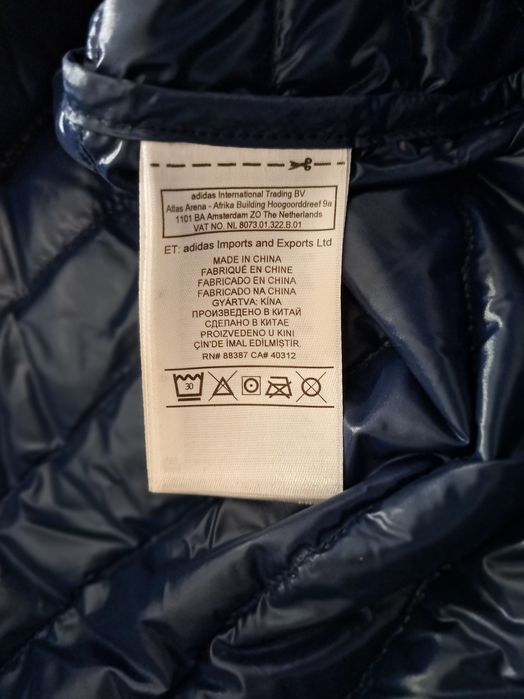 adidas International Trading BV
Atlas Arena - Afrika Building Hoogoorddreef 9a
1101 BA Amsterdam ZO The Netherlands
VAT NO. NL 8073.01.322.B.01
ET: adidas Imports and Exports Ltd
MADE IN CHINA
FABRIQUÉ EN CHINE
FABRICADO EN CHINA
FABRICADO NA CHINA
GYÁRTVA: KÍNA
ПРОИЗВЕДЕНО В КИТАЙ
СДЕЛАНО В КИТАЕ
PROIZVEDENO U KINI
ÇİN'DE İMAL EDİLMİŞTİR.
RN# 88387 CA# 40312
30